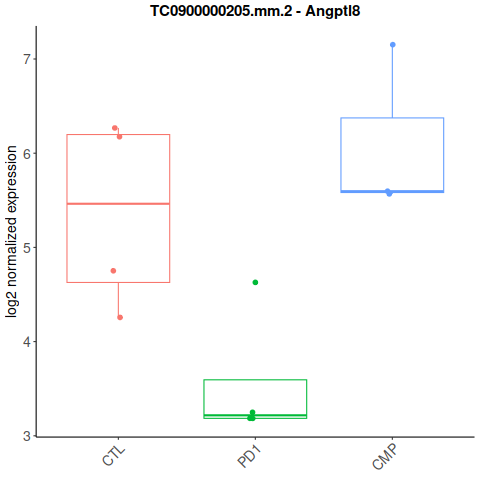 TC0900000205.mm.2 - Angptl8
log2 normalized expression
7
6
5
4
3
CTL
PD1
CMP